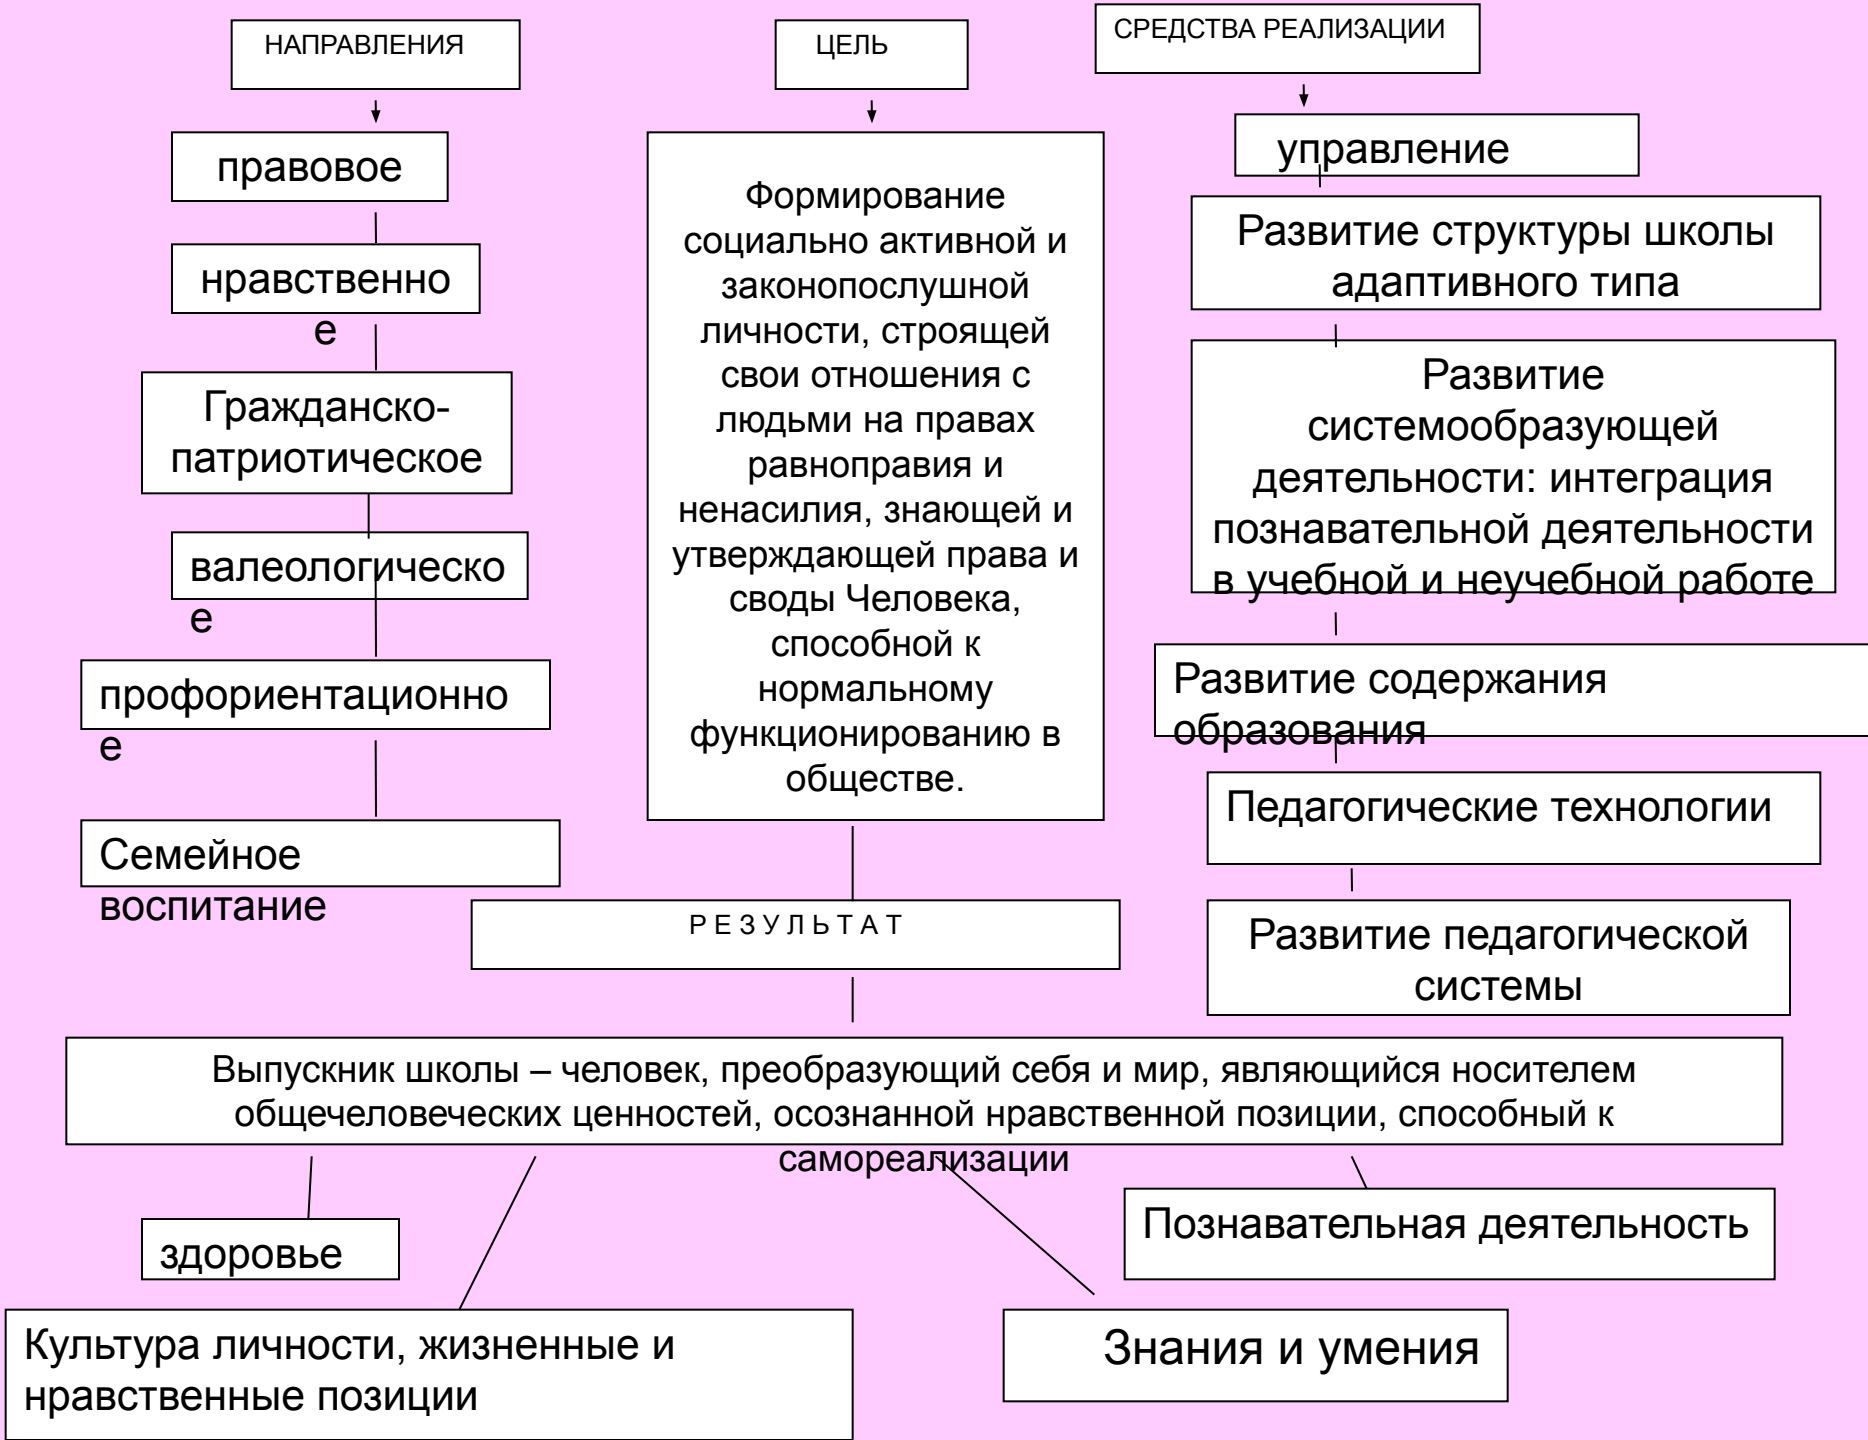 НАПРАВЛЕНИЯ
правовое
нравственно
е
Гражданско-
патриотическое
валеологическо
е
профориентационно
е
Семейное
воспитание
ЦЕЛЬ
Формирование
социально активной и
законопослушной
личности, строящей
свои отношения с
людьми на правах
равноправия и
ненасилия, знающей и
утверждающей права и
своды Человека,
способной к
нормальному
функционированию в
обществе.
СРЕДСТВА РЕАЛИЗАЦИИ
управление
Развитие структуры школы
адаптивного типа
Развитие
системообразующей
деятельности: интеграция
познавательной деятельности
в учебной и неучебной работе
Развитие содержания
образования
Педагогические технологии
Развитие педагогической
системы
Р Е З У Л Ь Т А Т
Выпускник школы – человек, преобразующий себя и мир, являющийся носителем
общечеловеческих ценностей, осознанной нравственной позиции, способный к
самореализации
здоровье
Познавательная деятельность
Культура личности, жизненные и
нравственные позиции
Знания и умения